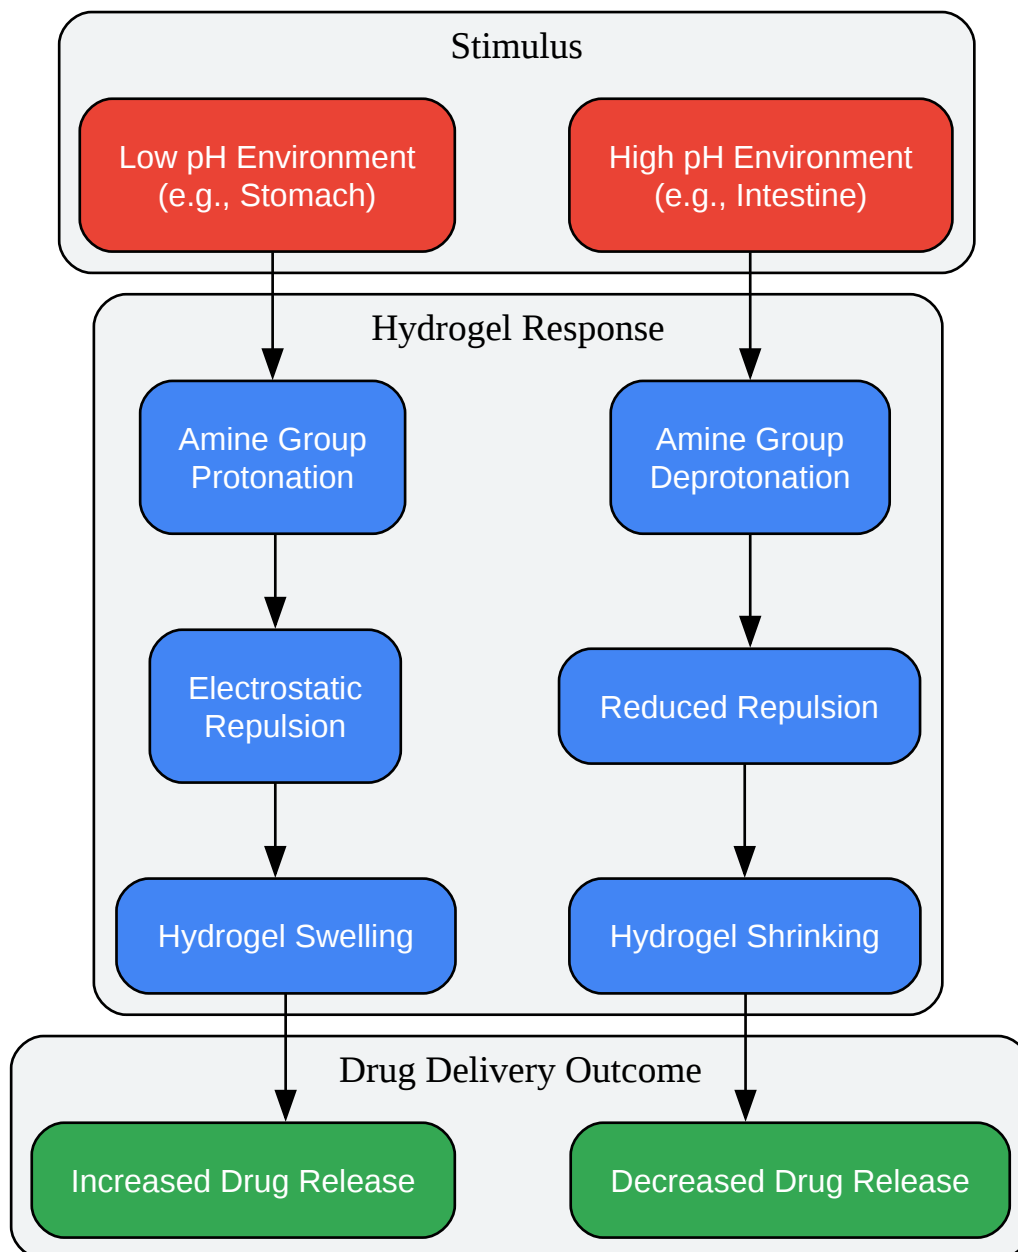 Stimulus
Low pH Environment
(e.g., Stomach)
High pH Environment
(e.g., Intestine)
Hydrogel Response
Amine Group
Protonation
Amine Group
Deprotonation
Electrostatic
Repulsion
Reduced Repulsion
Hydrogel Swelling
Hydrogel Shrinking
Drug Delivery Outcome
Increased Drug Release
Decreased Drug Release